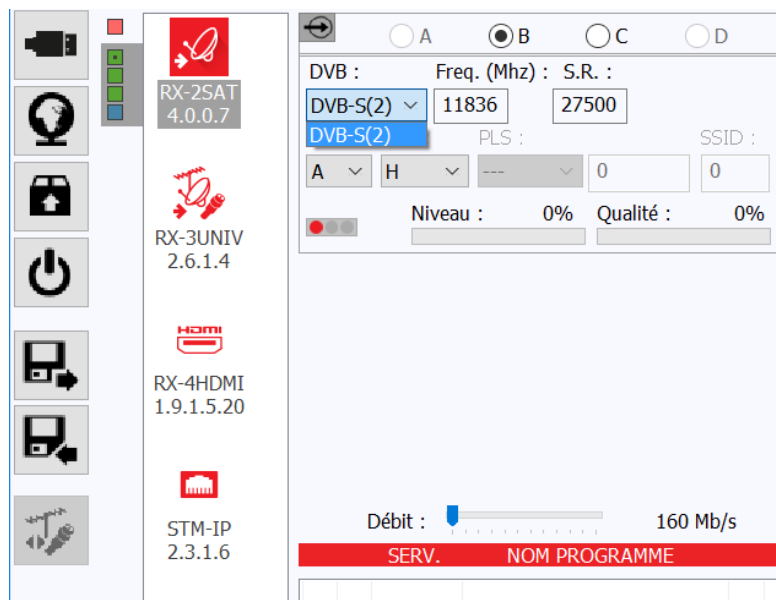 A B C D
DVB : Freq. (Mhz) : S.R. :
DVB-S(2) 11836 27500
DVB-S(2) PLS : SSID :
A H --- 0 0
Niveau : 0% Qualité : 0%
RX-2SAT
4.0.0.7
RX-3UNIV
2.6.1.4
HDMI
RX-4HDMI
1.9.1.5.20
STM-IP
2.3.1.6
Débit : 160 Mb/s
SERV. NOM PROGRAMME